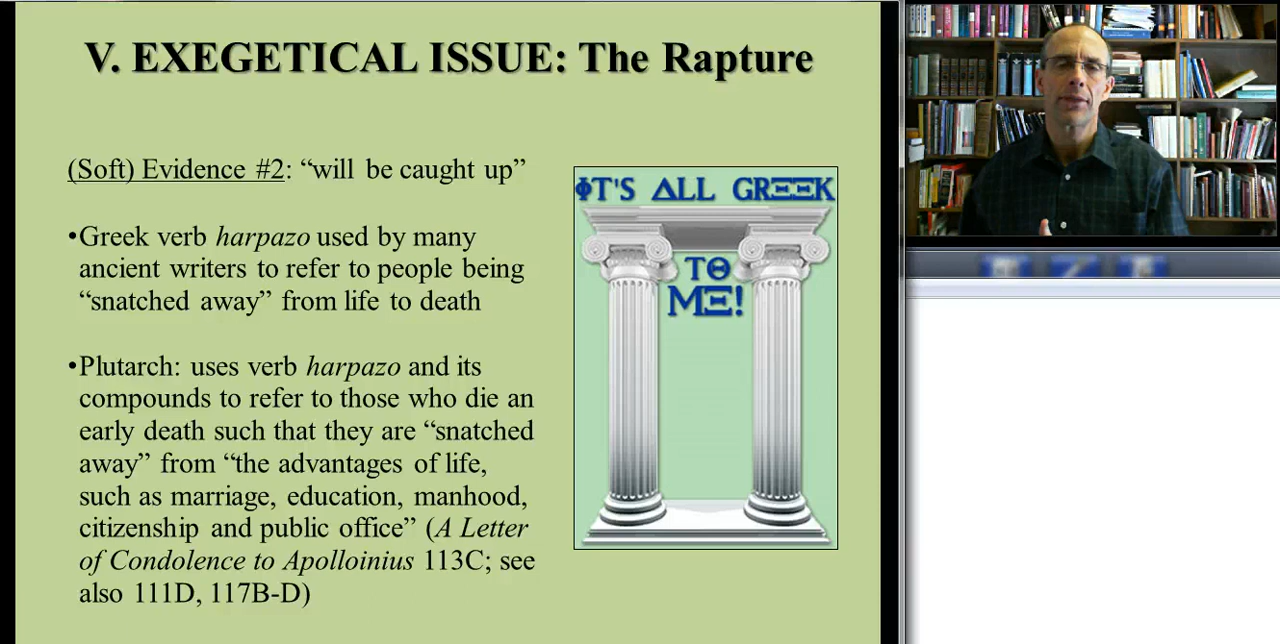 V. EXEGETICAL ISSUE: The Rapture
(Soft) Evidence #2: “will be caught up”
•Greek verb harpazo used by many
ancient writers to refer to people being
“snatched away” from life to death
•Plutarch: uses verb harpazo and its
compounds to refer to those who die an
early death such that they are “snatched
away” from “the advantages of life,
such as marriage, education, manhood,
citizenship and public office” (A Letter
of Condolence to Apolloinius 113C; see
also 111D, 117B-D)
ΦT'S ΔLL GRΞΞK
TΘ
MΞ!